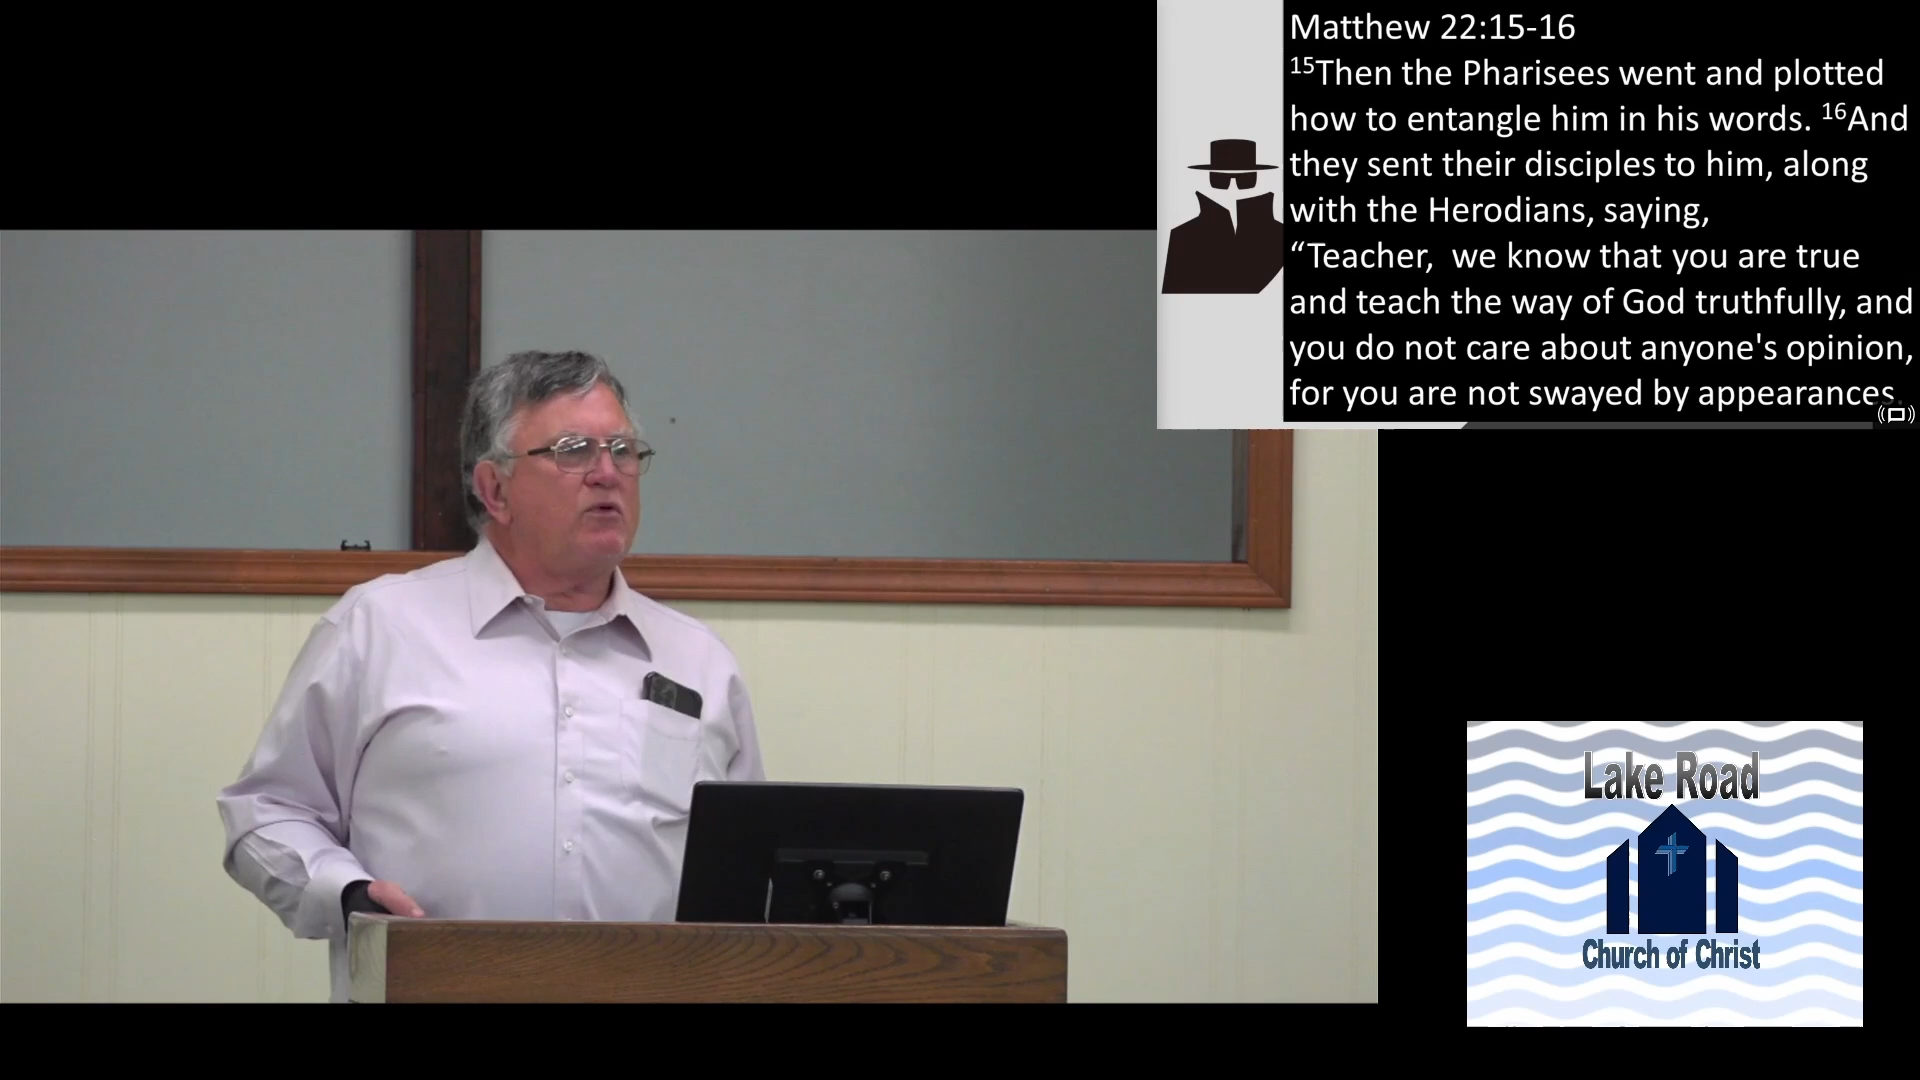 Matthew 22:15-16
¹⁵Then the Pharisees went and plotted
how to entangle him in his words. ¹⁶And
they sent their disciples to him, along
with the Herodians, saying,
“Teacher,  we know that you are true
and teach the way of God truthfully, and
you do not care about anyone's opinion,
for you are not swayed by appearances.
Lake Road
Church of Christ